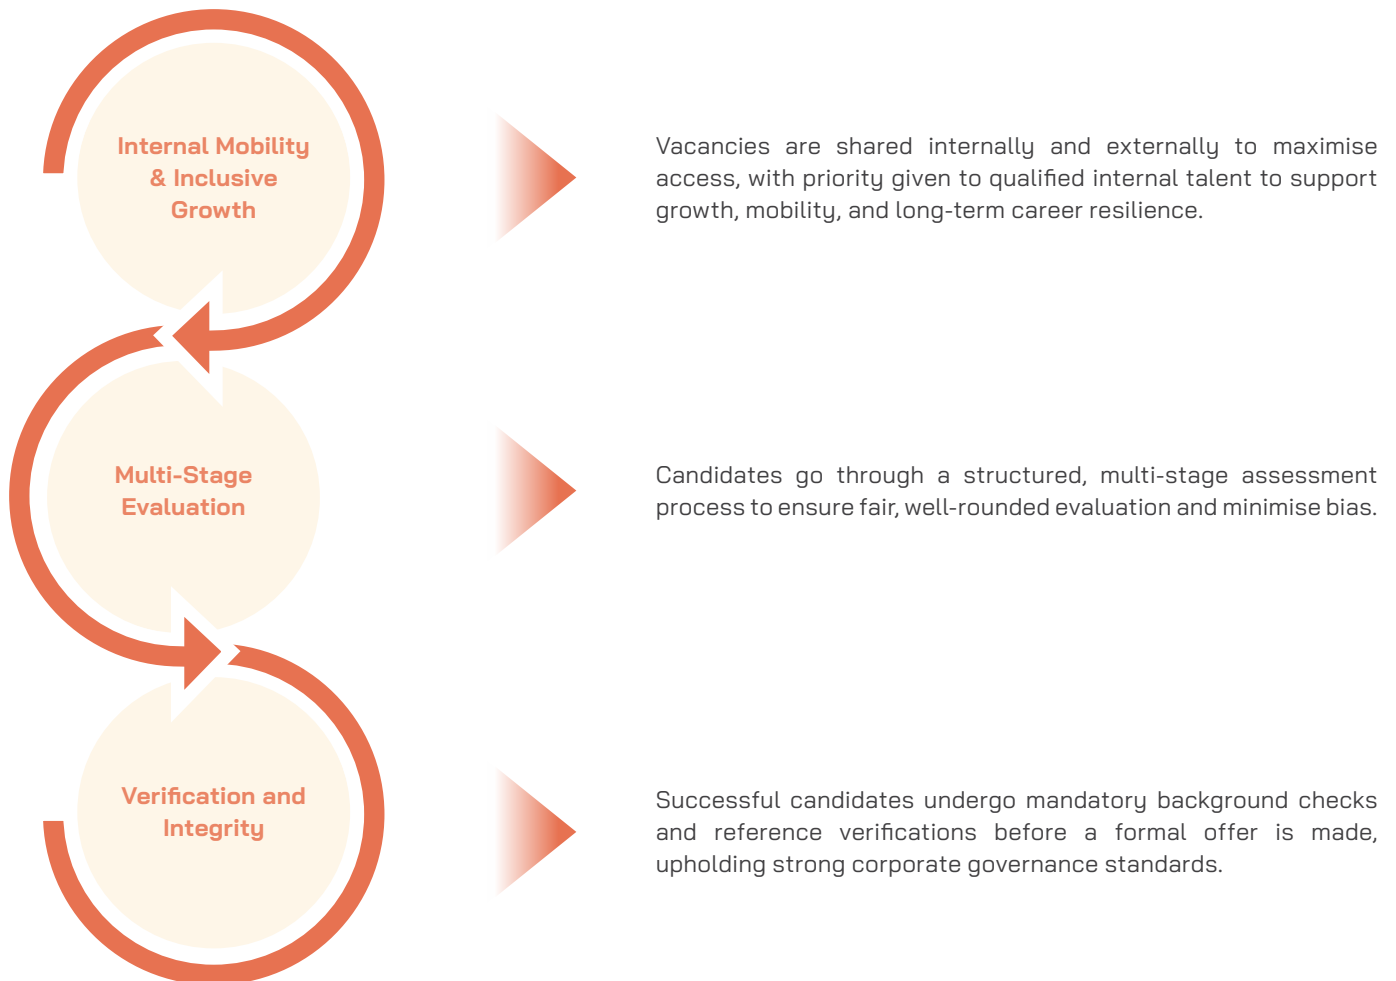 Internal Mobility
& Inclusive
Growth
Vacancies are shared internally and externally to maximise
access, with priority given to qualified internal talent to support
growth, mobility, and long-term career resilience.
Multi-Stage
Evaluation
Candidates go through a structured, multi-stage assessment
process to ensure fair, well-rounded evaluation and minimise bias.
Verification and
Integrity
Successful candidates undergo mandatory background checks
and reference verifications before a formal offer is made,
upholding strong corporate governance standards.